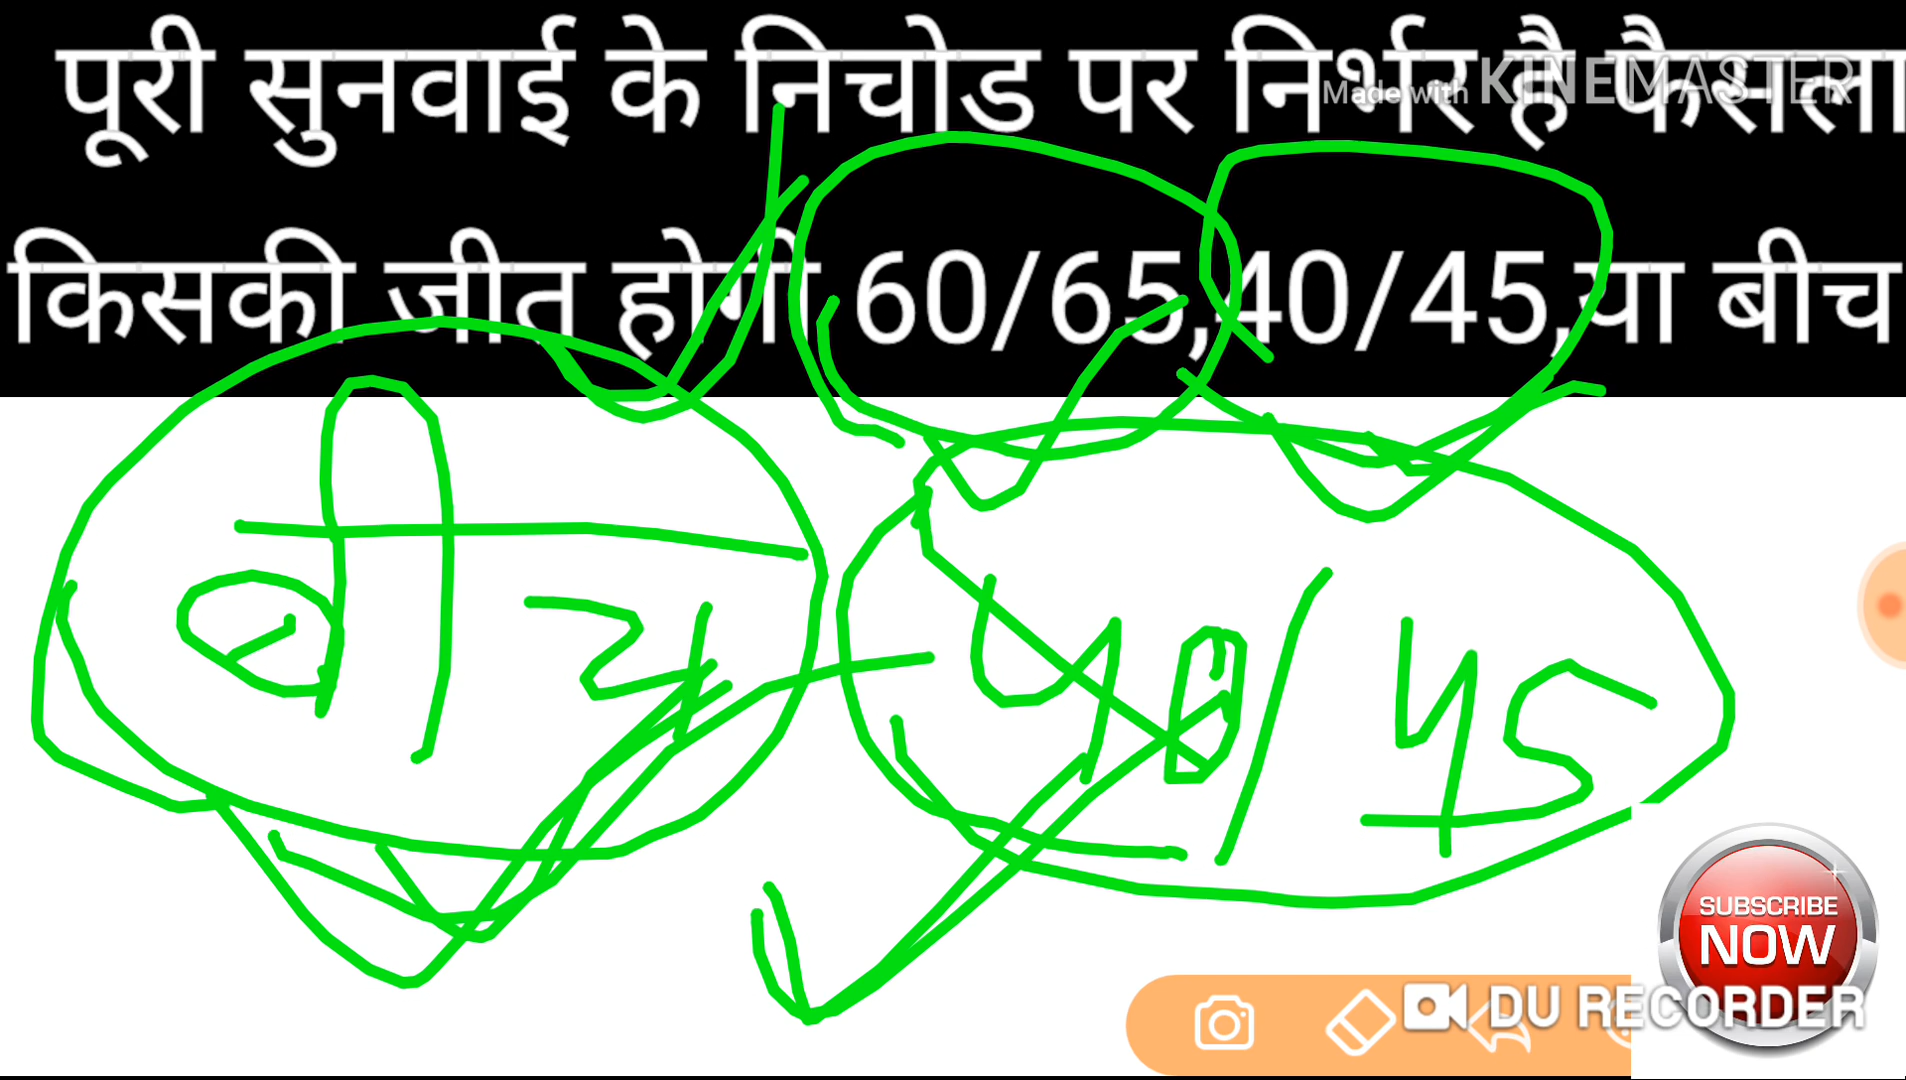 पूरी सुनवाई के निचोड पर निर्भर है फैसला
Made with KINEMASTER
किसकी जीत होगी 60/65,40/45,या बीच
बीच
40/45
SUBSCRIBE
NOW
DU RECORDER